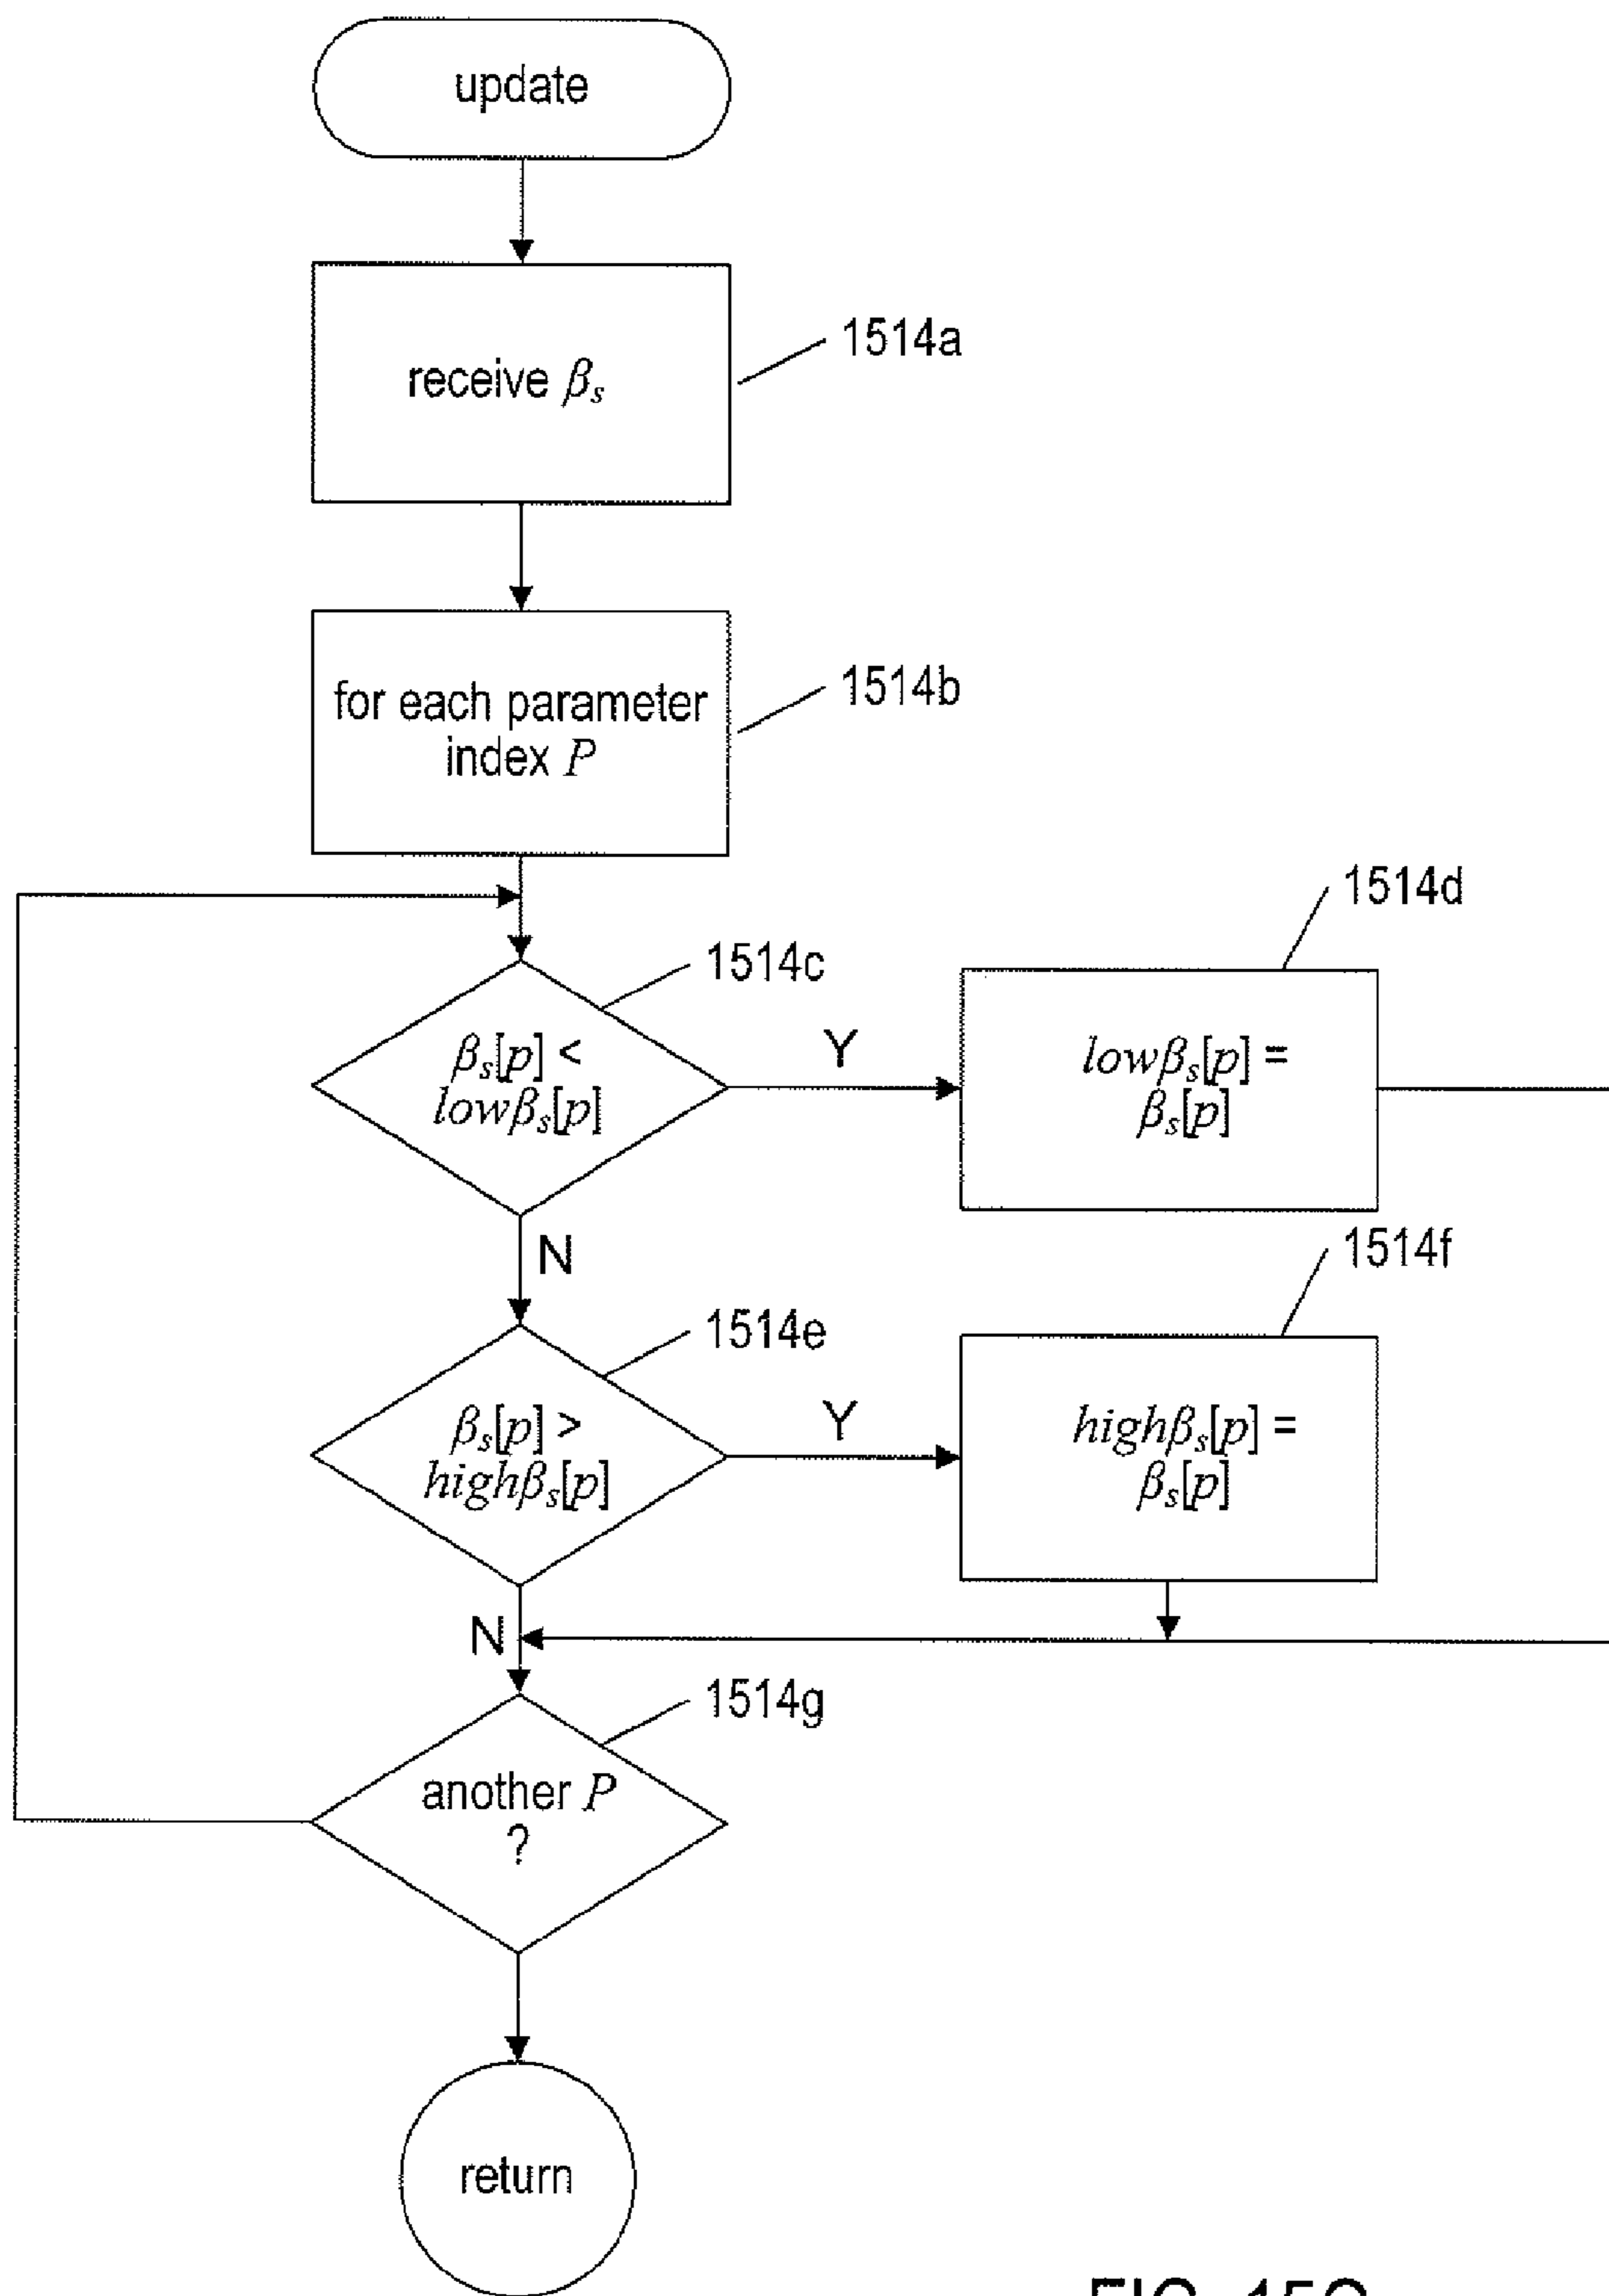 update
receive βs
1514a
for each parameter
index P
1514b
1514c
βs[p] <
lowβs[p]
Y
1514d
lowβs[p] =
βs[p]
N
1514e
βs[p] >
highβs[p]
Y
1514f
highβs[p] =
βs[p]
N
1514g
another P
?
return